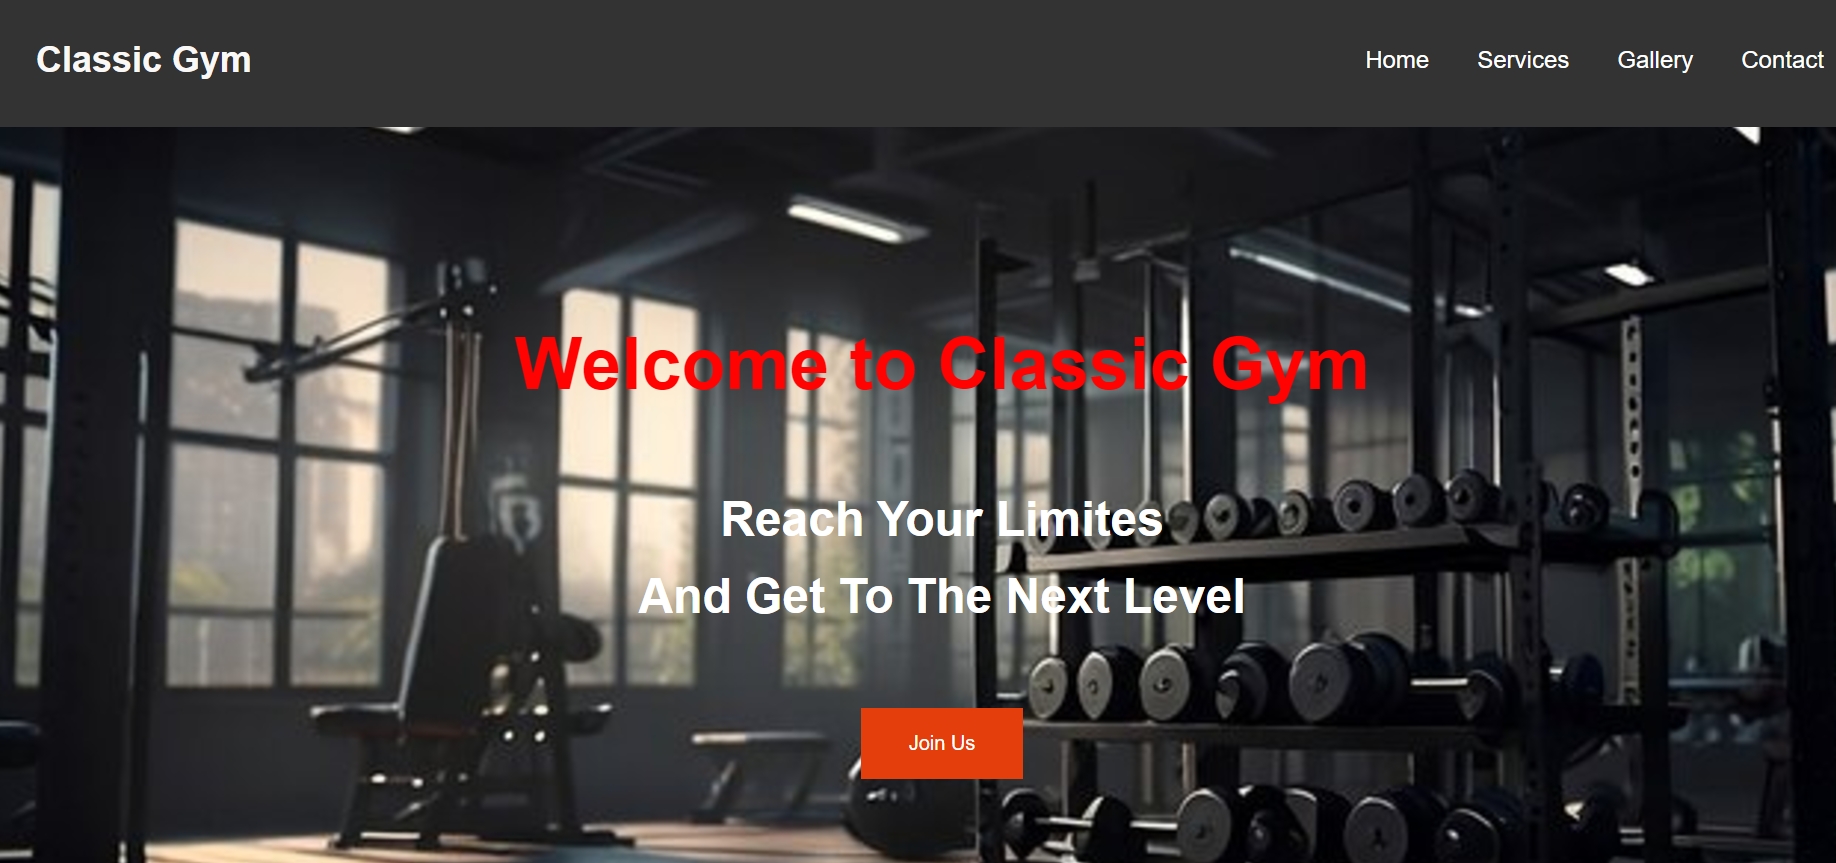 Classic Gym
Home Services Gallery Contact
Welcome to Classic Gym
Reach Your Limites
And Get To The Next Level
Join Us